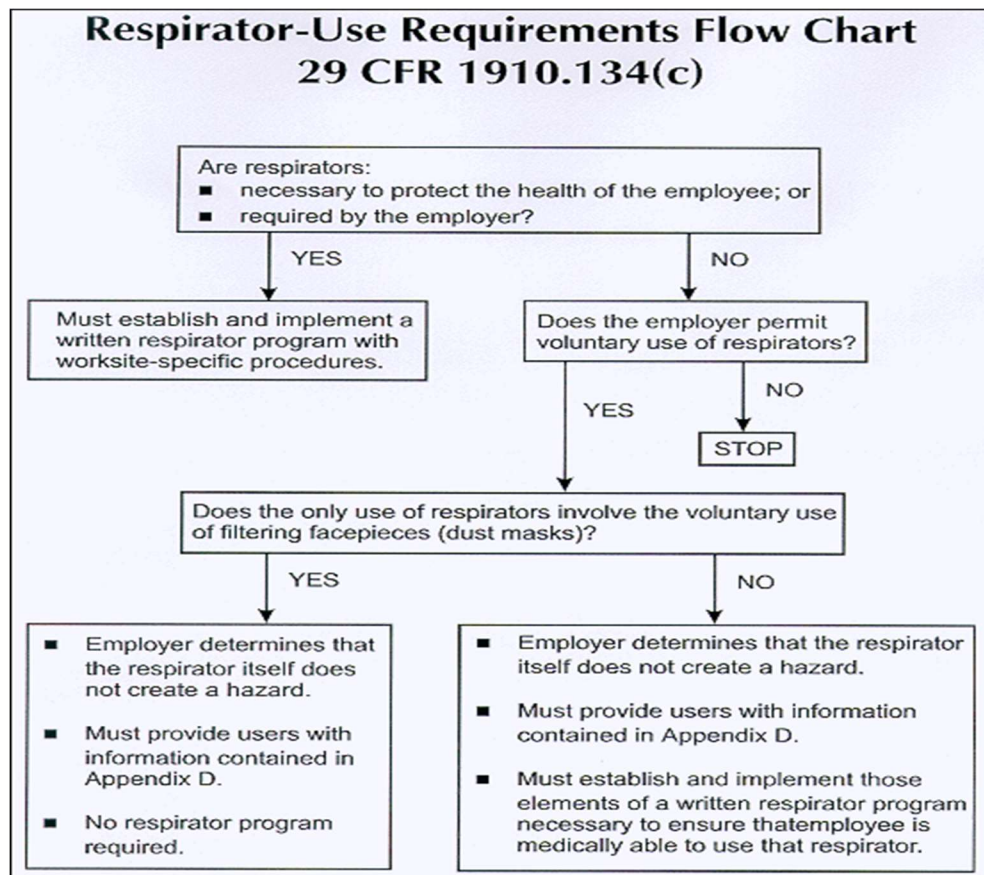 Respirator-Use Requirements Flow Chart
29 CFR 1910.134(c)
Are respirators:
■ necessary to protect the health of the employee; or
■ required by the employer?
YES
NO
Must establish and implement a
written respirator program with
worksite-specific procedures.
Does the employer permit
voluntary use of respirators?
YES
NO
STOP
Does the only use of respirators involve the voluntary use
of filtering facepieces (dust masks)?
YES
NO
■ Employer determines that
the respirator itself does
not create a hazard.
■ Must provide users with
information contained in
Appendix D.
■ No respirator program
required.
■ Employer determines that the respirator
itself does not create a hazard.
■ Must provide users with information
contained in Appendix D.
■ Must establish and implement those
elements of a written respirator program
necessary to ensure thatemployee is
medically able to use that respirator.